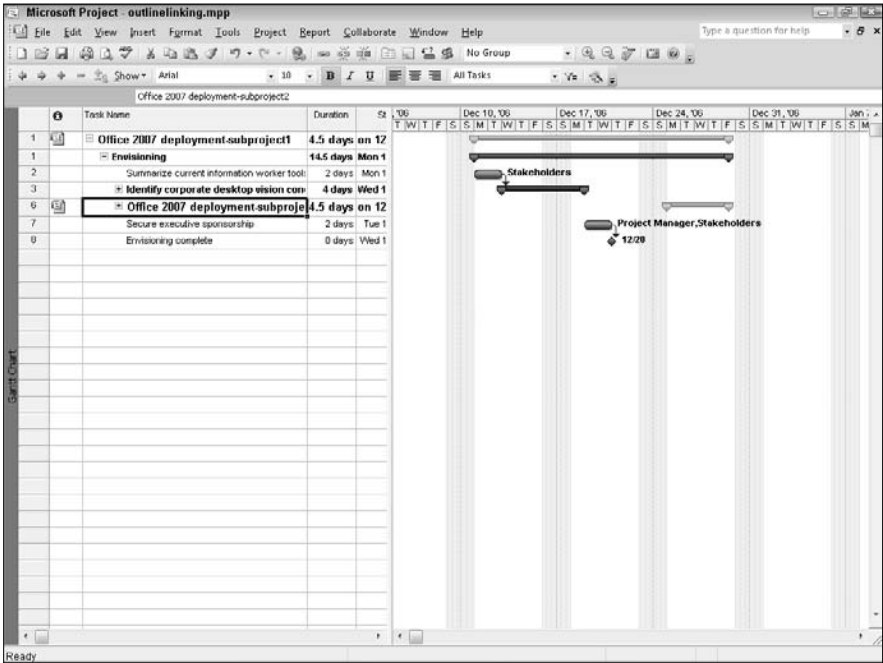 Microsoft Project - outlinelinking.mpp
File Edit View Insert Format Tools Project Report Collaborate Window Help
Type a question for help
No Group
Show Arial 10 B I U All Tasks
Office 2007 deployment-subproject2
Task Name Duration St
, '06 Dec 10, '06 Dec 17, '06 Dec 24, '06 Dec 31, '06 Jan
T W T F S S M T W T F S S M T W T F S S M T W T F S S M T W T F S S M
1 Office 2007 deployment-subproject1 4.5 days on 12
1 Envisioning 14.5 days Mon 1
2 Summarize current information worker tools 2 days Mon 1 Stakeholders
3 Identify corporate desktop vision con 4 days Wed 1
6 Office 2007 deployment-subproje 4.5 days on 12
7 Secure executive sponsorship 2 days Tue 1 Project Manager,Stakeholders
8 Envisioning complete 0 days Wed 1 12/20
Gantt Chart
Ready